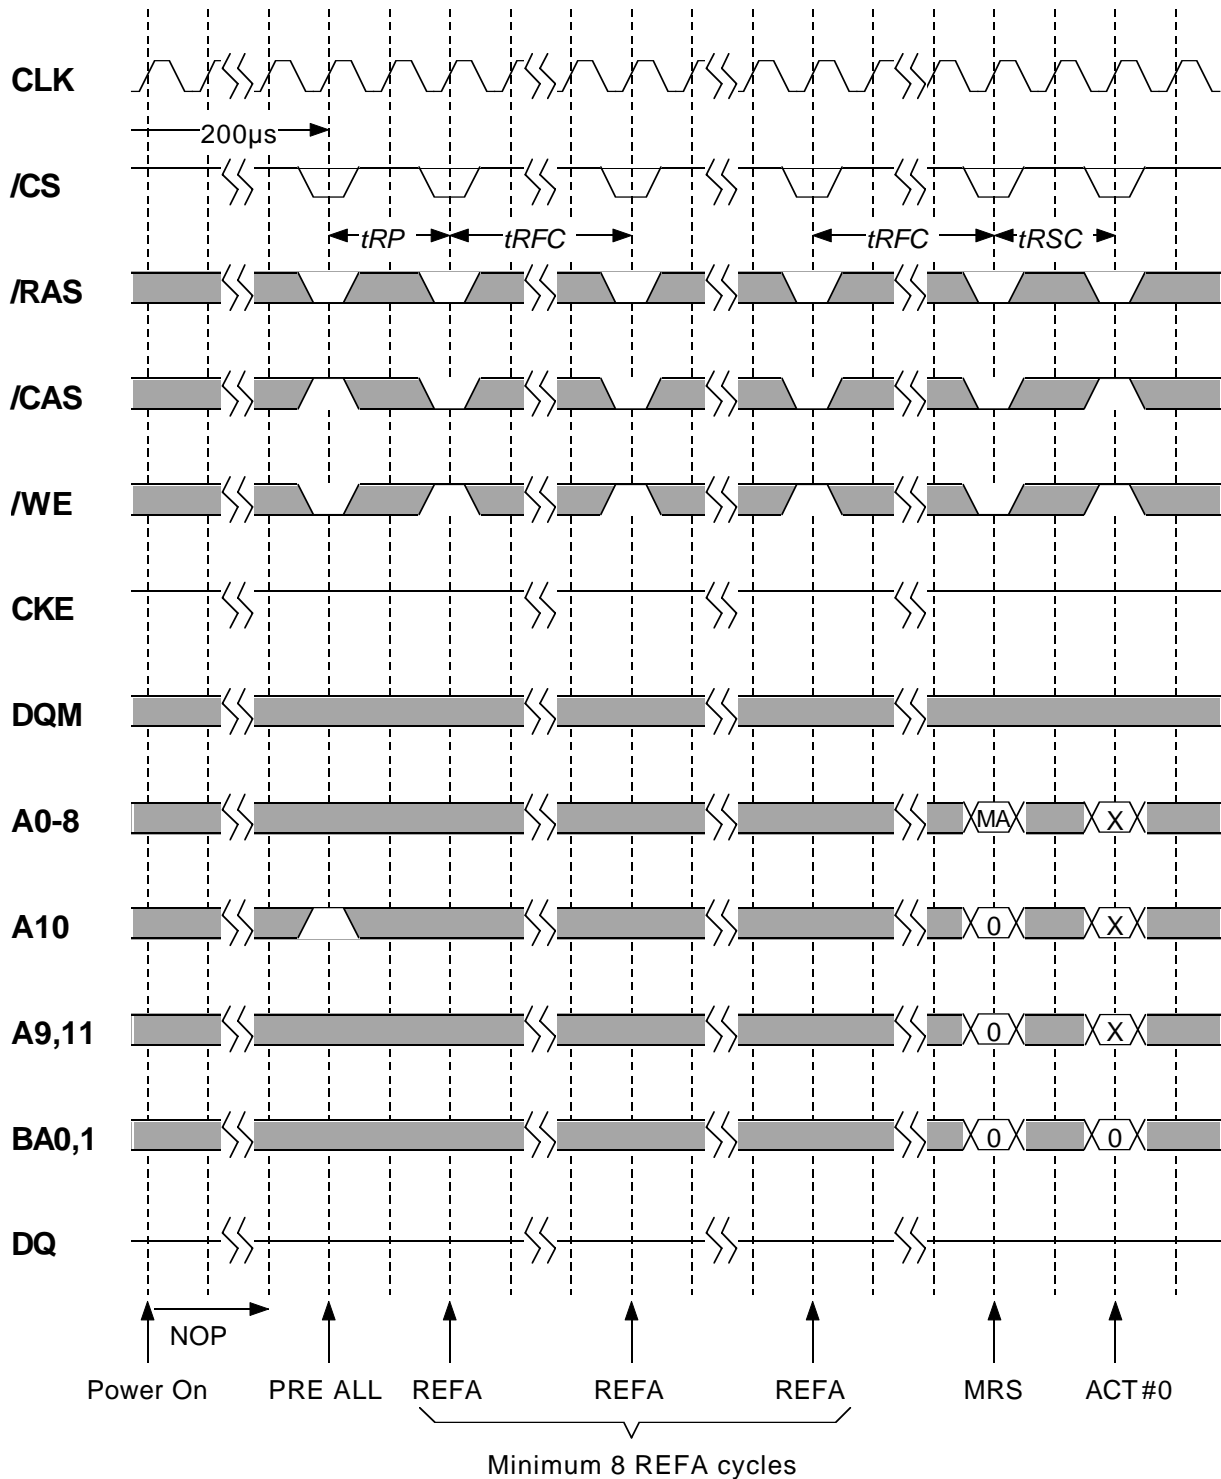 CLK
200µs
/CS
tRP tRFC tRFC tRSC
/RAS
/CAS
/WE
CKE
DQM
A0-8 MA X
A10 0 X
A9,11 0 X
BA0,1 0 0
DQ
NOP
Power On PRE ALL REFA REFA REFA MRS ACT#0
Minimum 8 REFA cycles